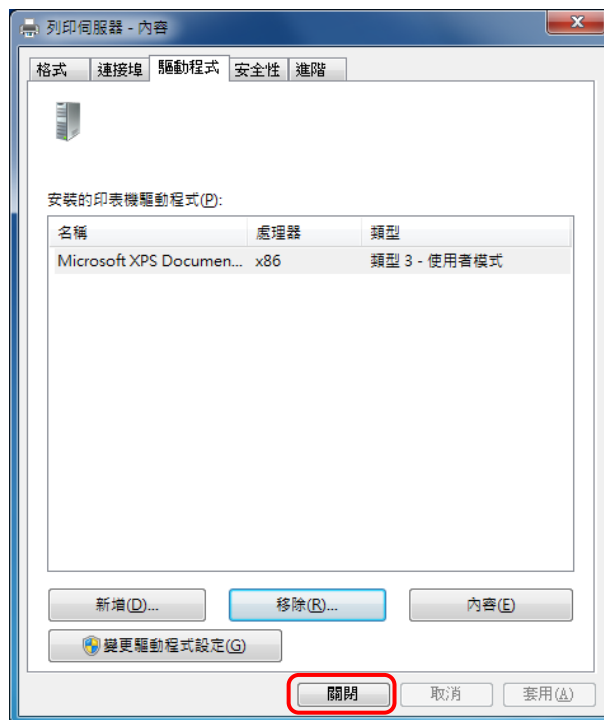 列印伺服器 - 內容
格式 連接埠 驅動程式 安全性 進階
安裝的印表機驅動程式(P):
名稱 處理器 類型
Microsoft XPS Documen... x86 類型 3 - 使用者模式
新增(D)... 移除(R)... 內容(E)
變更驅動程式設定(G)
關閉 取消 套用(A)